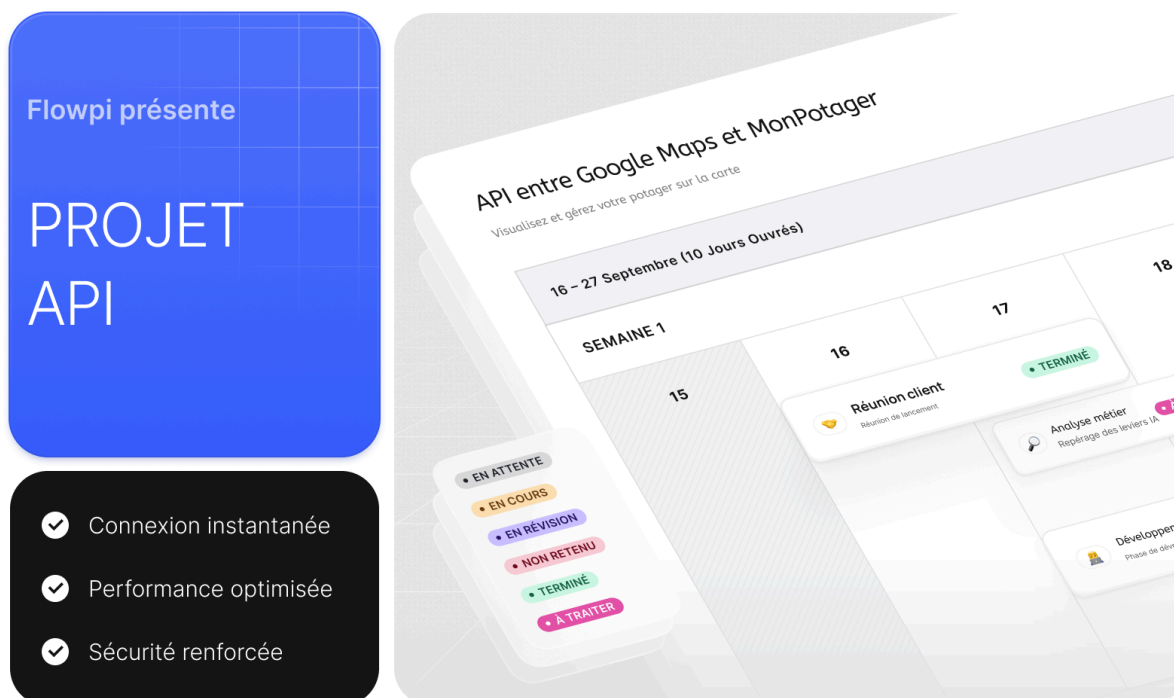 Flowpi présente
PROJET
API
Connexion instantanée
Performance optimisée
Sécurité renforcée
API entre Google Maps et MonPotager
Visualisez et gérez votre potager sur la carte
16 – 27 Septembre (10 Jours Ouvrés)
SEMAINE 1
15
16
17
18
Réunion client
Réunion de lancement
• TERMINÉ
Analyse métier
Repérage des leviers IA
Phase de
• EN ATTENTE
• EN COURS
• EN RÉVISION
• NON RETENU
• TERMINÉ
• À TRAITER